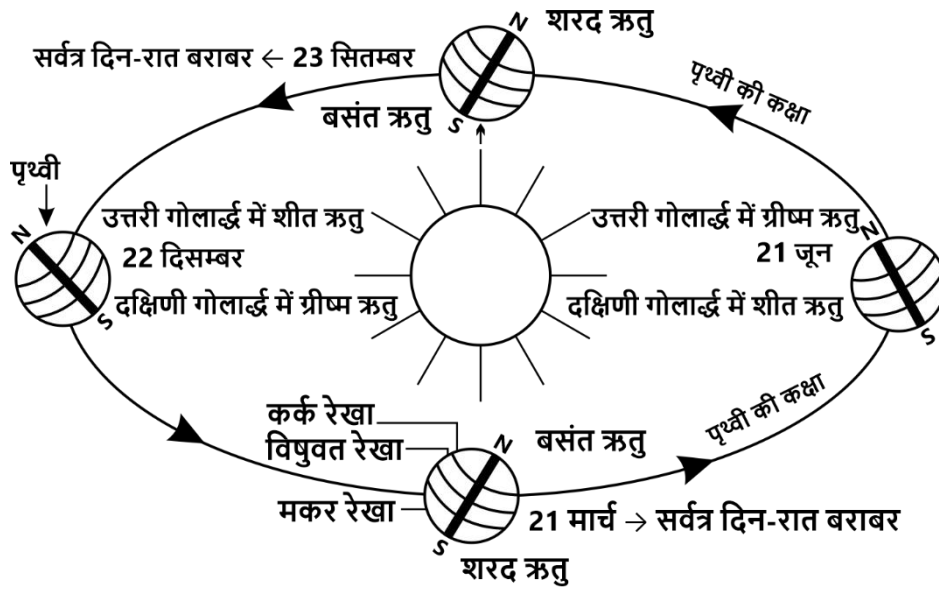 N
शरद ऋतु
सर्वत्र दिन-रात बराबर ← 23 सितम्बर
पृथ्वी की कक्षा
बसंत ऋतु
S
पृथ्वी
N
उत्तरी गोलार्द्ध में शीत ऋतु
22 दिसम्बर
दक्षिणी गोलार्द्ध में ग्रीष्म ऋतु
S
उत्तरी गोलार्द्ध में ग्रीष्म ऋतु
N
21 जून
दक्षिणी गोलार्द्ध में शीत ऋतु
S
पृथ्वी की कक्षा
कर्क रेखा
विषुवत रेखा
मकर रेखा
N
बसंत ऋतु
21 मार्च → सर्वत्र दिन-रात बराबर
S
शरद ऋतु